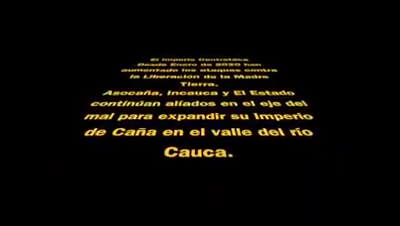 El Imperio Contrataca
Desde Enero de 2020 han
aumentado los ataques contra
la Liberación de la Madre
Tierra.
Asocaña, Incauca y El Estado
continúan aliados en el eje del
mal para expandir su Imperio
de Caña en el valle del río
Cauca.